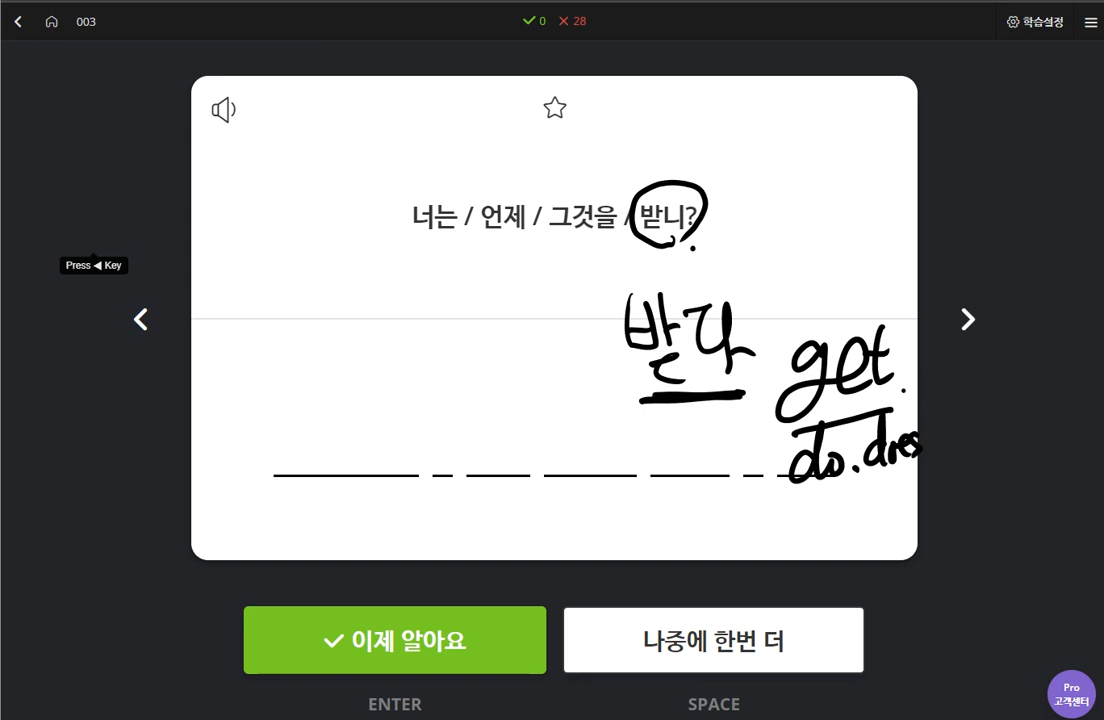 003
0
28
학습설정
너는 / 언제 / 그것을 / 받니?
Press ◀ Key
받다
get.
do. does
이제 알아요
나중에 한번 더
ENTER
SPACE
Pro
고객센터